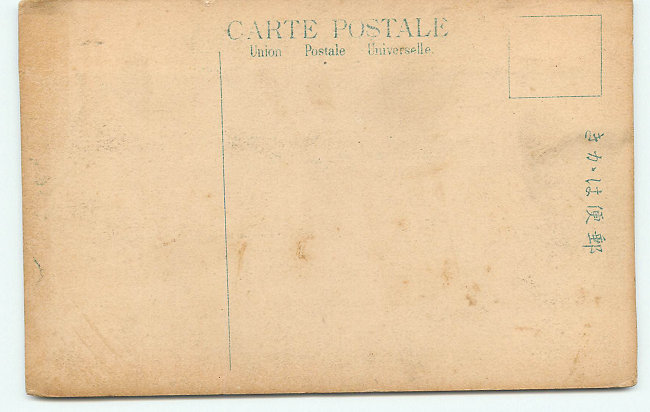 CARTE POSTALE
Union Postale Universelle.
きかは便郵